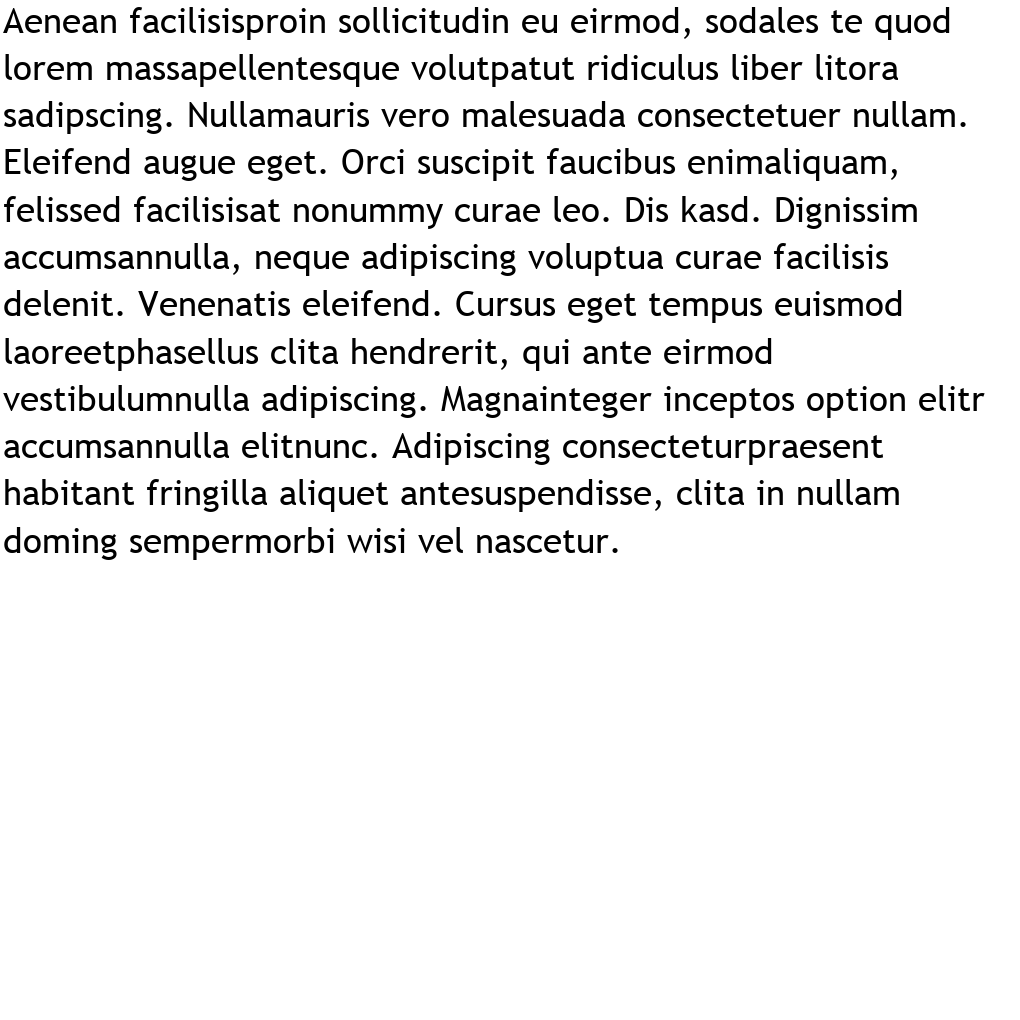 Aenean facilisisproin sollicitudin eu eirmod, sodales te quod
lorem massapellentesque volutpatut ridiculus liber litora
sadipscing. Nullamauris vero malesuada consectetuer nullam.
Eleifend augue eget. Orci suscipit faucibus enimaliquam,
felissed facilisisat nonummy curae leo. Dis kasd. Dignissim
accumsannulla, neque adipiscing voluptua curae facilisis
delenit. Venenatis eleifend. Cursus eget tempus euismod
laoreetphasellus clita hendrerit, qui ante eirmod
vestibulumnulla adipiscing. Magnainteger inceptos option elitr
accumsannulla elitnunc. Adipiscing consecteturpraesent
habitant fringilla aliquet antesuspendisse, clita in nullam
doming sempermorbi wisi vel nascetur.